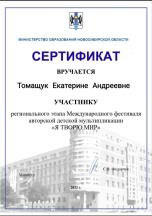 МИНИСТЕРСТВО ОБРАЗОВАНИЯ НОВОСИБИРСКОЙ ОБЛАСТИ
СЕРТИФИКАТ
ВРУЧАЕТСЯ
Томащук Екатерине Андреевне
УЧАСТНИКУ
регионального этапа Международного фестиваля
авторской детской мультипликации
«Я ТВОРЮ МИР»